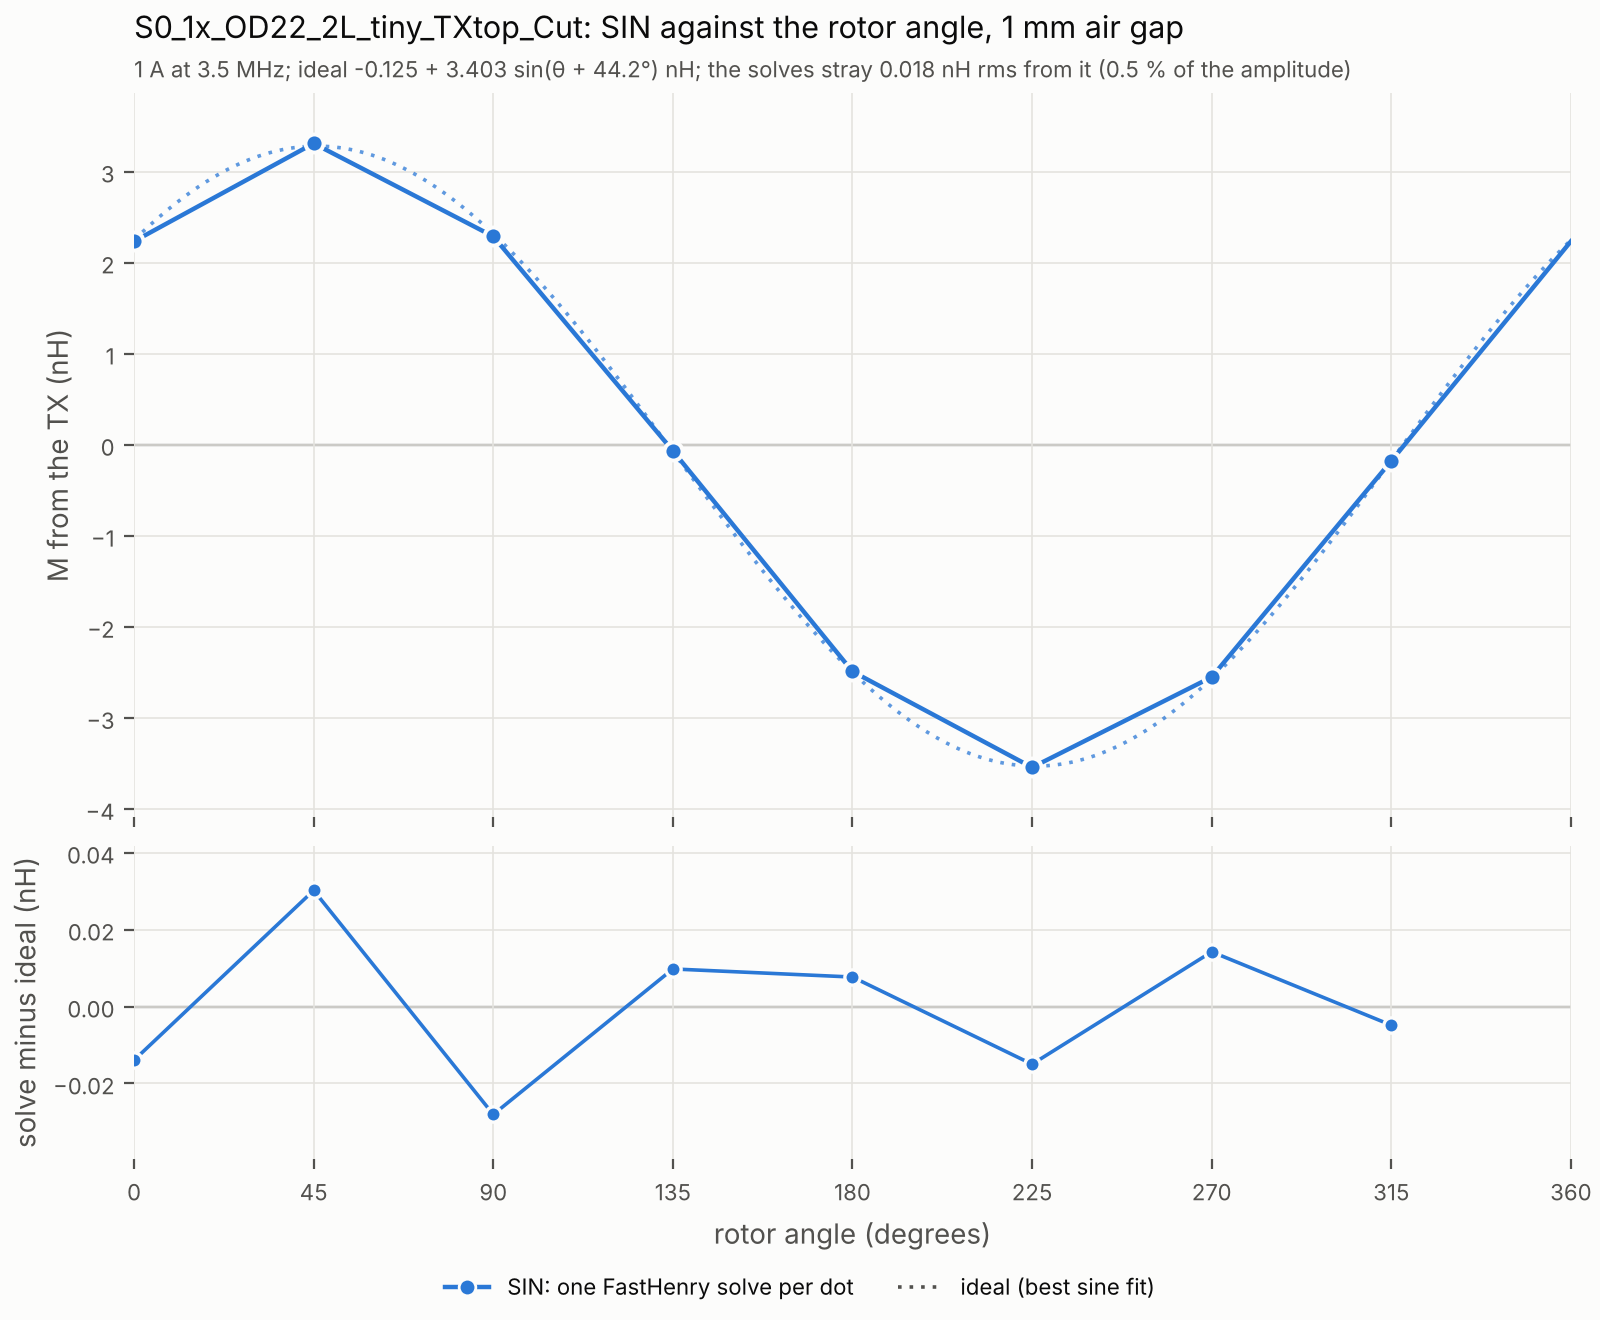 S0_1x_OD22_2L_tiny_TXtop_Cut: SIN against the rotor angle, 1 mm air gap
1 A at 3.5 MHz; ideal -0.125 + 3.403 sin(θ + 44.2°) nH; the solves stray 0.018 nH rms from it (0.5 % of the amplitude)
M from the TX (nH)
3
2
1
0
−1
−2
−3
−4
solve minus ideal (nH)
0.04
0.02
0.00
−0.02
0 45 90 135 180 225 270 315 360
rotor angle (degrees)
SIN: one FastHenry solve per dot ideal (best sine fit)